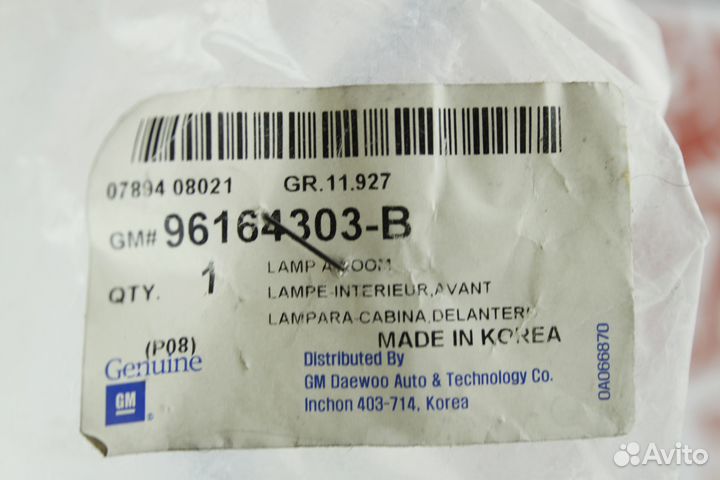 07894 08021 GR.11.927
GM# 96164303-B
QTY. 1 LAMP A-ROOM
LAMPE-INTERIEUR,AVANT
LAMPARA-CABINA,DELANTERO
MADE IN KOREA
(P08)
Genuine
GM
Distributed By
GM Daewoo Auto & Technology Co.
Inchon 403-714, Korea
0A066870
Avito